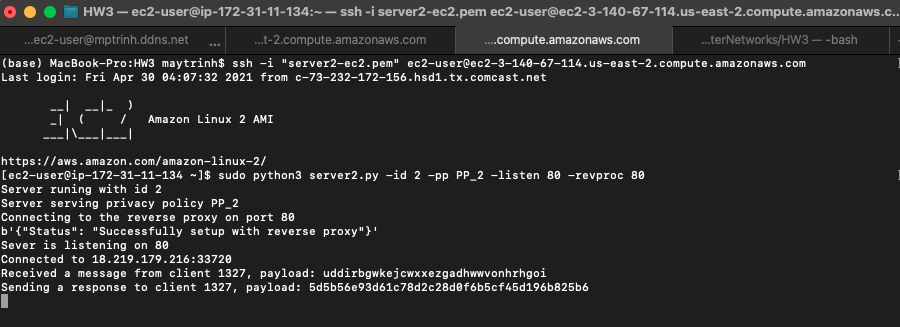 HW3 — ec2-user@ip-172-31-11-134:~ — ssh -i server2-ec2.pem ec2-user@ec2-3-140-67-114.us-east-2.compute.amazonaws.c...
...ec2-user@mptrinh.ddns.net ... ...t-2.compute.amazonaws.com ....compute.amazonaws.com ...terNetworks/HW3 — -bash
(base) MacBook-Pro:HW3 maytrinh$ ssh -i "server2-ec2.pem" ec2-user@ec2-3-140-67-114.us-east-2.compute.amazonaws.com
Last login: Fri Apr 30 04:07:32 2021 from c-73-232-172-156.hsd1.tx.comcast.net
__|  __|_  )
_|  (     /   Amazon Linux 2 AMI
___|\___|___|
https://aws.amazon.com/amazon-linux-2/
[ec2-user@ip-172-31-11-134 ~]$ sudo python3 server2.py -id 2 -pp PP_2 -listen 80 -revproc 80
Server runing with id 2
Server serving privacy policy PP_2
Connecting to the reverse proxy on port 80
b'{"Status": "Successfully setup with reverse proxy"}'
Sever is listening on 80
Connected to 18.219.179.216:33720
Received a message from client 1327, payload: uddirbgwkejcwxxezgadhwwvonhrhgoi
Sending a response to client 1327, payload: 5d5b56e93d61c78d2c28d0f6b5cf45d196b825b6